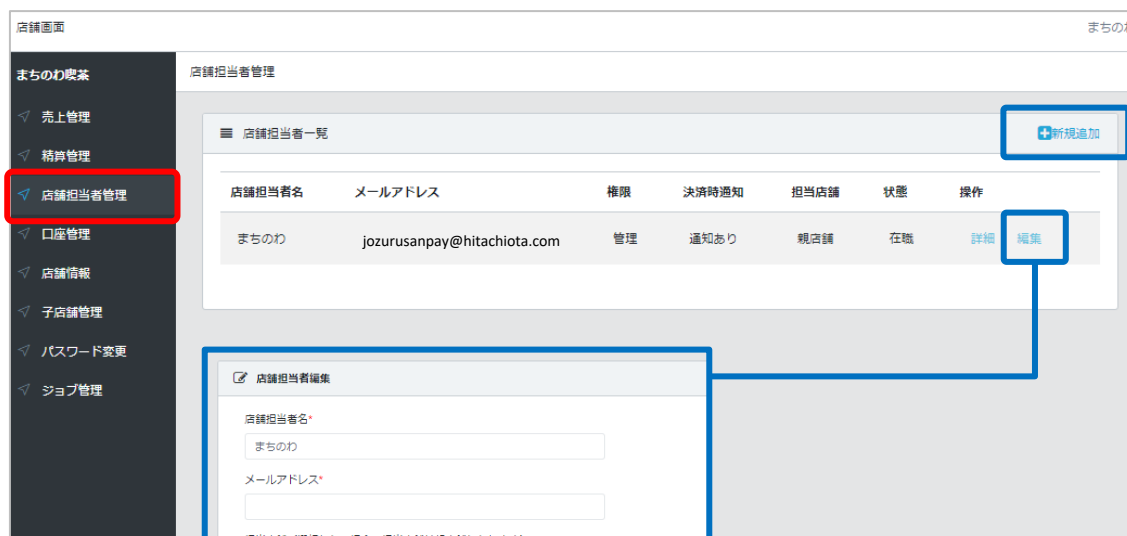 店舗画面
まちの
まちのわ喫茶
店舗担当者管理
売上管理
精算管理
店舗担当者管理
口座管理
店舗情報
子店舗管理
パスワード変更
ジョブ管理
店舗担当者一覧
新規追加
店舗担当者名 メールアドレス 権限 決済時通知 担当店舗 状態 操作
まちのわ jozurusanpay@hitachiota.com 管理 通知あり 親店舗 在職 詳細 編集
店舗担当者編集
店舗担当者名*
まちのわ
メールアドレス*